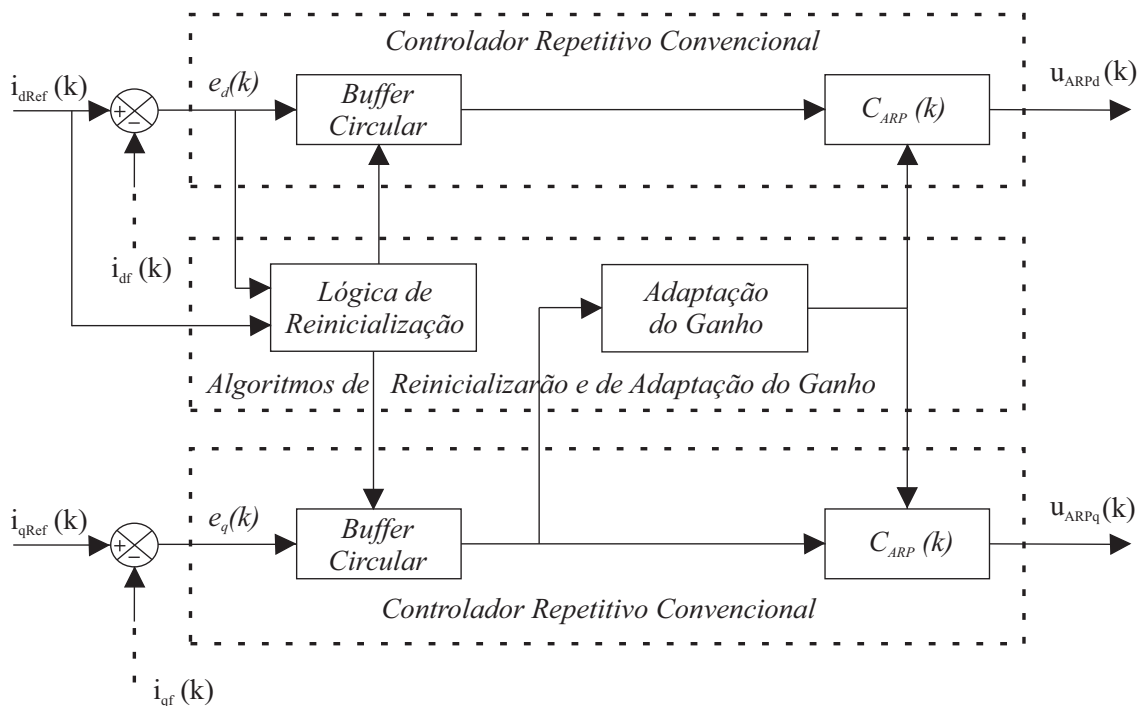 Controlador Repetitivo Convencional
i_dRef (k)
+
−
e_d(k)
Buffer
Circular
C_ARP (k)
u_ARPd (k)
i_df (k)
Lógica de
Reinicialização
Adaptação
do Ganho
Algoritmos de Reinicializarão e de Adaptação do Ganho
i_qRef (k)
+
−
e_q(k)
Buffer
Circular
C_ARP (k)
u_ARPq (k)
Controlador Repetitivo Convencional
i_qf (k)